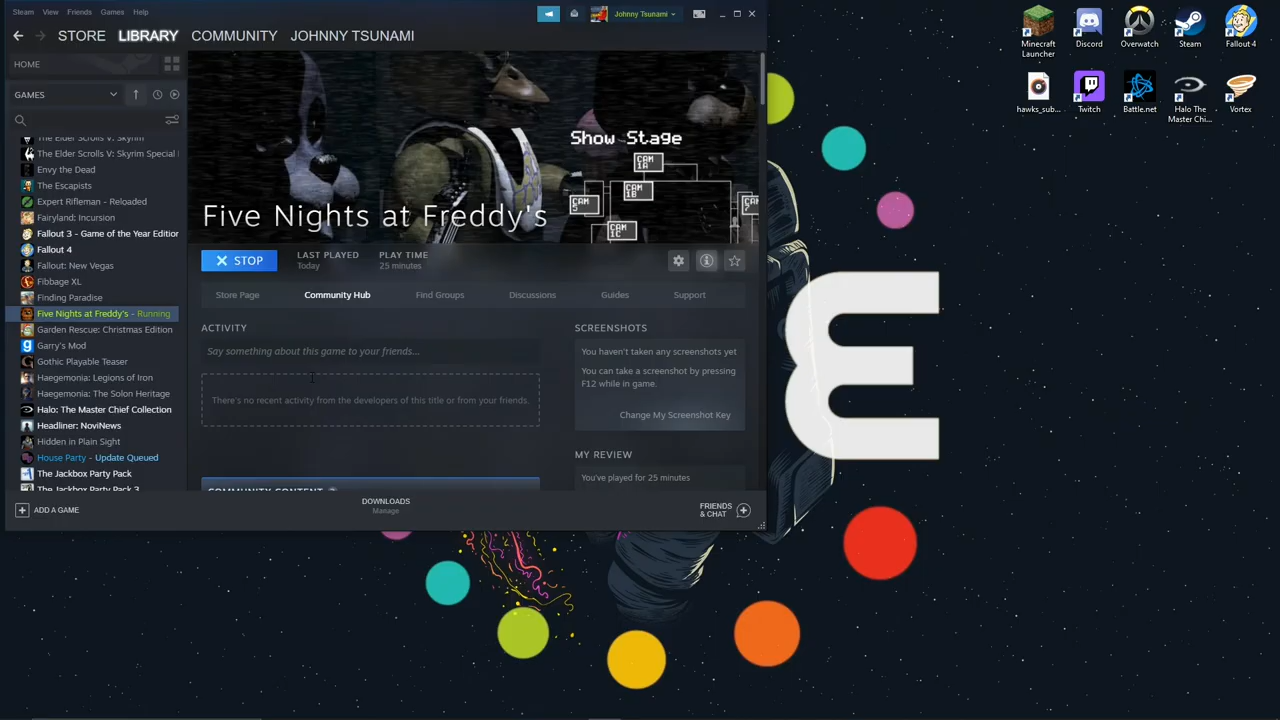 Steam View Friends Games Help
Johnny Tsunami
STORE LIBRARY COMMUNITY JOHNNY TSUNAMI
HOME
GAMES
The Elder Scrolls V: Skyrim
The Elder Scrolls V: Skyrim Special
Envy the Dead
The Escapists
Expert Rifleman - Reloaded
Fairyland: Incursion
Fallout 3 - Game of the Year Edition
Fallout 4
Fallout: New Vegas
Fibbage XL
Finding Paradise
Five Nights at Freddy's - Running
Garden Rescue: Christmas Edition
Garry's Mod
Gothic Playable Teaser
Haegemonia: Legions of Iron
Haegemonia: The Solon Heritage
Halo: The Master Chief Collection
Headliner: NoviNews
Hidden in Plain Sight
House Party - Update Queued
The Jackbox Party Pack
The Jackbox Party Pack 3
ADD A GAME
Show Stage
CAM 1A
CAM 1B
CAM 5
CAM 1C
CAM 7
Five Nights at Freddy's
STOP
LAST PLAYED
Today
PLAY TIME
25 minutes
Store Page Community Hub Find Groups Discussions Guides Support
ACTIVITY
Say something about this game to your friends...
There's no recent activity from the developers of this title or from your friends.
COMMUNITY CONTENT
SCREENSHOTS
You haven't taken any screenshots yet
You can take a screenshot by pressing
F12 while in game.
Change My Screenshot Key
MY REVIEW
You've played for 25 minutes
DOWNLOADS
Manage
FRIENDS
& CHAT
Minecraft
Launcher
Discord
Overwatch
Steam
Fallout 4
hawks_sub...
Twitch
Battle.net
Halo The
Master Chi...
Vortex